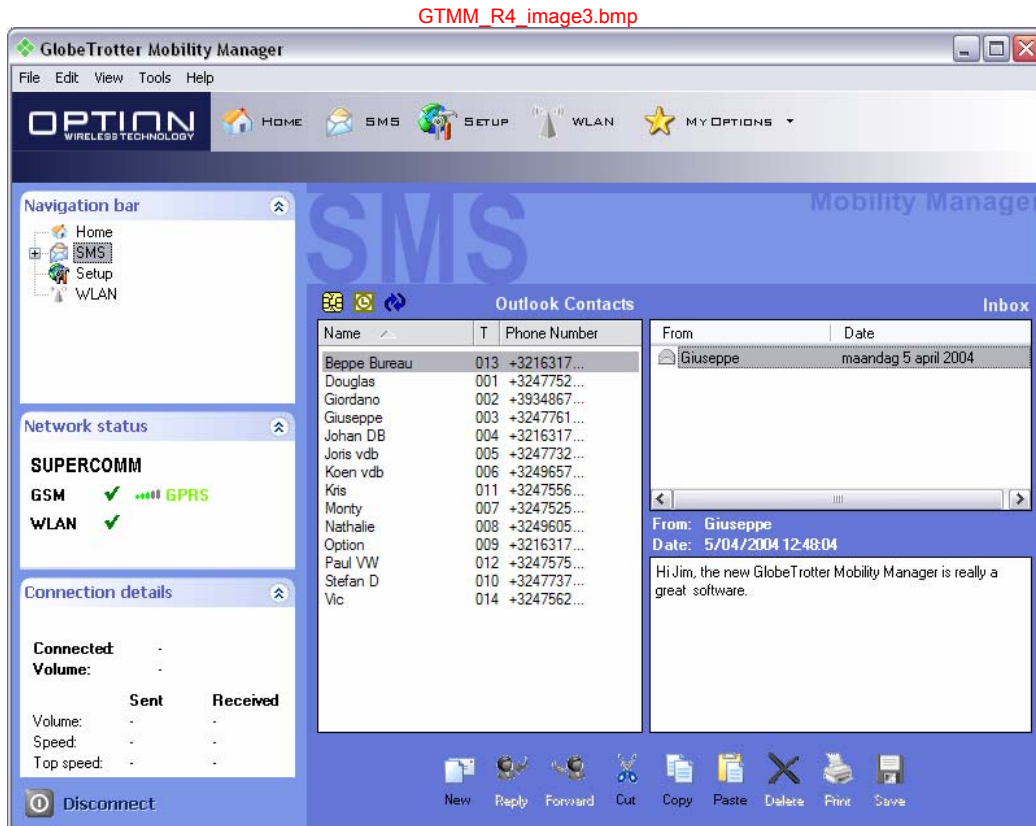 GTMM_R4_image3.bmp
GlobeTrotter Mobility Manager
File Edit View Tools Help
OPTION
WIRELESS TECHNOLOGY
HOME SMS SETUP WLAN MY OPTIONS
Navigation bar
Home
SMS
Setup
WLAN
Network status
SUPERCOMM
GSM GPRS
WLAN
Connection details
Connected: -
Volume: -
Sent Received
Volume: - -
Speed: - -
Top speed: - -
Disconnect
SMS
Mobility Manager
Outlook Contacts
Name T Phone Number
Beppe Bureau 013 +3216317...
Douglas 001 +3247752...
Giordano 002 +3934867...
Giuseppe 003 +3247761...
Johan DB 004 +3216317...
Joris vdb 005 +3247732...
Koen vdb 006 +3249657...
Kris 011 +3247556...
Monty 007 +3247525...
Nathalie 008 +3249605...
Option 009 +3216317...
Paul VW 012 +3247575...
Stefan D 010 +3247737...
Vic 014 +3247562...
Inbox
From Date
Giuseppe maandag 5 april 2004
From: Giuseppe
Date: 5/04/2004 12:48:04
Hi Jim, the new GlobeTrotter Mobility Manager is really a
great software.
New Reply Forward Cut Copy Paste Delete Print Save